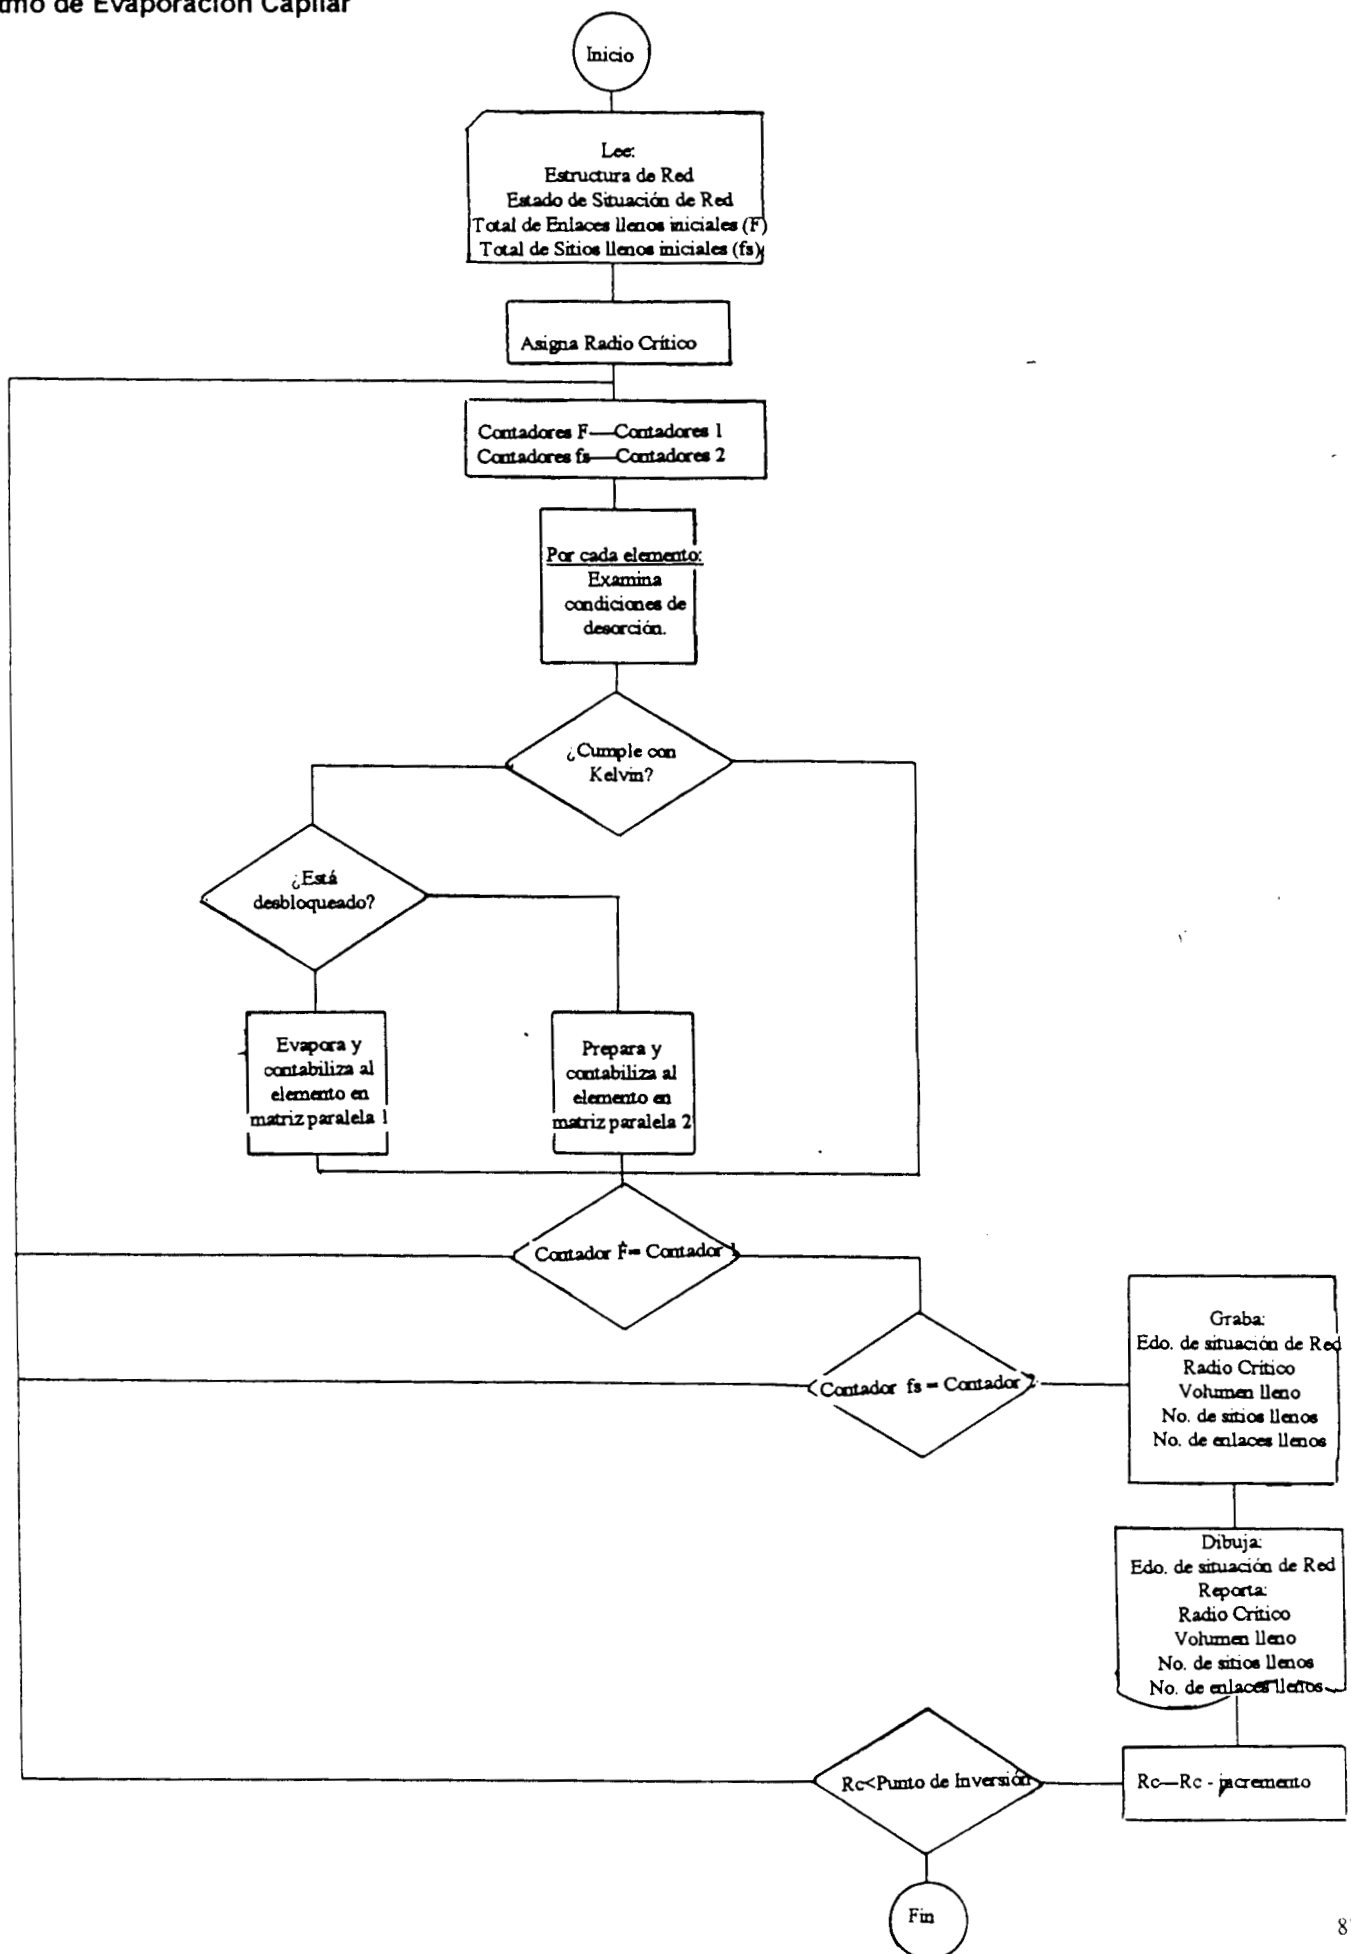 tmo de Evaporación Capilar
Inicio
Lee:
Estructura de Red
Estado de Situación de Red
Total de Enlaces llenos iniciales (F)
Total de Sitios llenos iniciales (fs)
Asigna Radio Crítico
Contadores F—Contadores 1
Contadores fs—Contadores 2
Por cada elemento:
Examina
condiciones de
desorción.
¿Cumple con
Kelvin?
¿Está
desbloqueado?
Evapora y
contabiliza al
elemento en
matriz paralela 1
Prepara y
contabiliza al
elemento en
matriz paralela 2
Contador F= Contador 1
Contador fs = Contador 2
Graba:
Edo. de situación de Red
Radio Crítico
Volumen lleno
No. de sitios llenos
No. de enlaces llenos
Dibuja:
Edo. de situación de Red
Reporta:
Radio Crítico
Volumen lleno
No. de sitios llenos
No. de enlaces llenos
Rc—Rc - incremento
Rc<Punto de Inversión
Fin
8